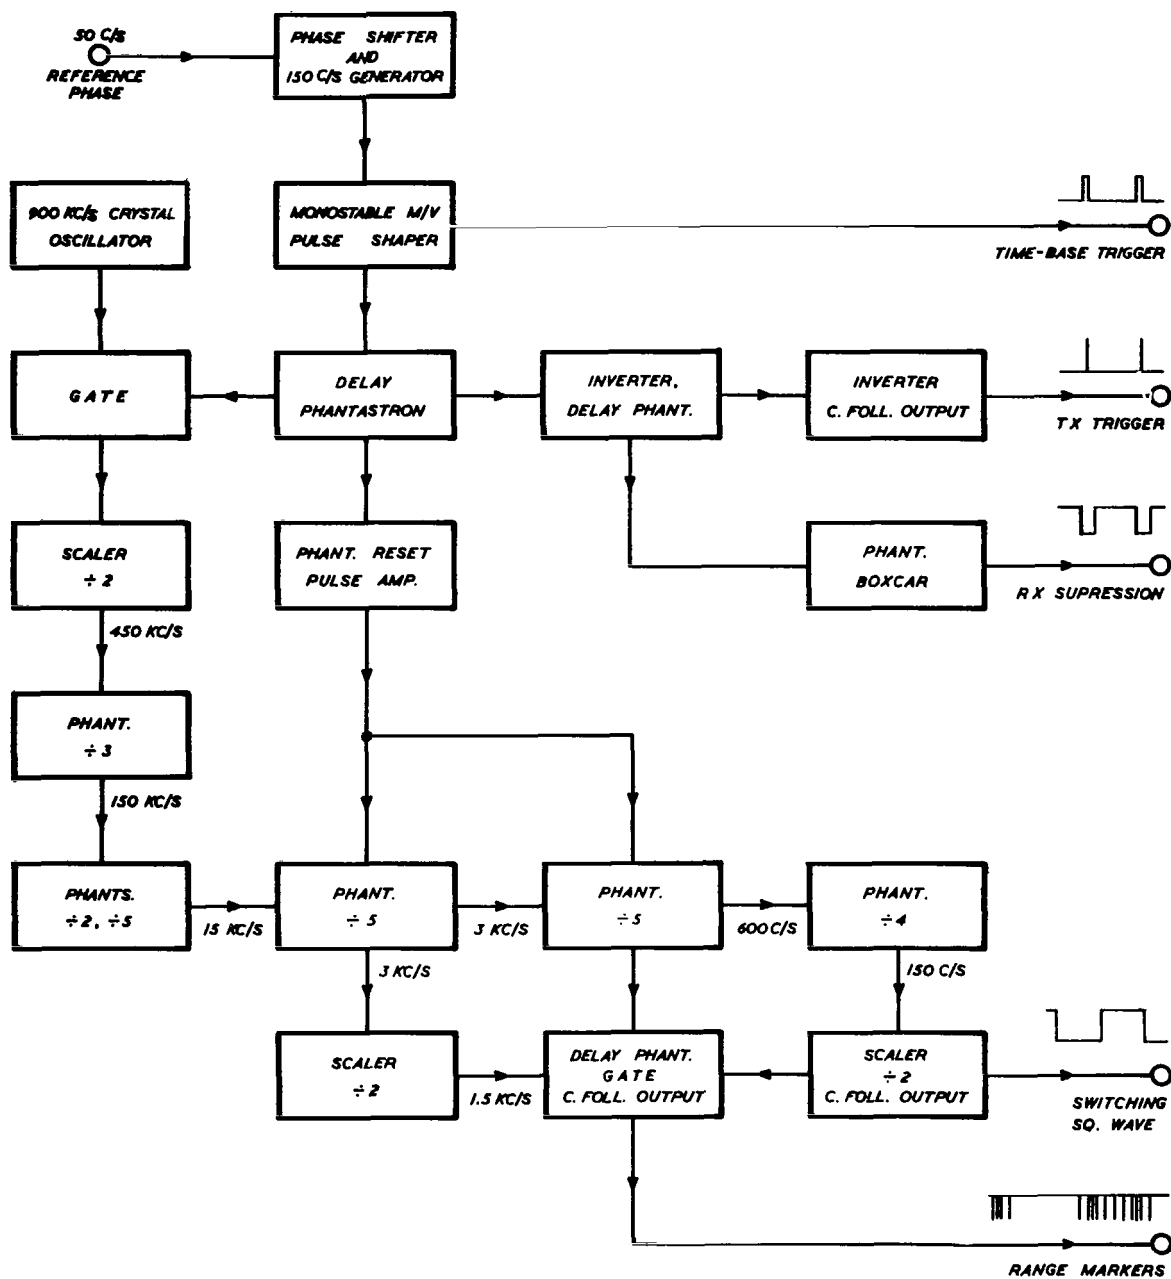 50 C/S
REFERENCE
PHASE
PHASE SHIFTER
AND
150 C/S GENERATOR
900 KC/S CRYSTAL
OSCILLATOR
MONOSTABLE M/V
PULSE SHAPER
TIME-BASE TRIGGER
GATE
DELAY
PHANTASTRON
INVERTER,
DELAY PHANT.
INVERTER
C. FOLL. OUTPUT
TX TRIGGER
SCALER
÷2
PHANT. RESET
PULSE AMP.
PHANT.
BOXCAR
RX SUPRESSION
450 KC/S
PHANT.
÷3
150 KC/S
PHANTS.
÷2, ÷5
15 KC/S
PHANT.
÷5
3 KC/S
PHANT.
÷5
600 C/S
PHANT.
÷4
3 KC/S
150 C/S
SCALER
÷2
1.5 KC/S
DELAY PHANT.
GATE
C. FOLL. OUTPUT
SCALER
÷2
C. FOLL. OUTPUT
SWITCHING
SQ. WAVE
RANGE MARKERS